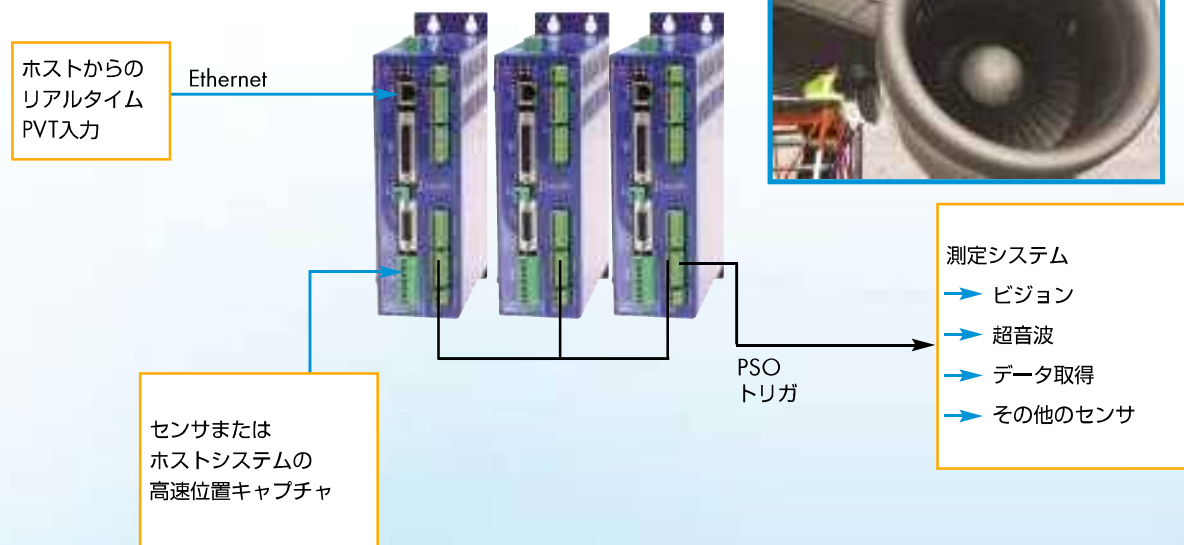 ホストからの
リアルタイム
PVT入力
Ethernet
測定システム
ビジョン
超音波
データ取得
その他のセンサ
PSO
トリガ
センサまたは
ホストシステムの
高速位置キャプチャ